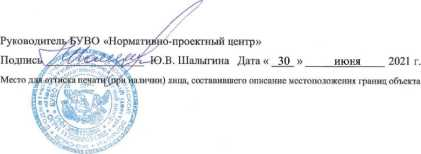 Руководитель БУВО «Нормативно-проектный центр»
Подпись Ю.В. Шалыгина Дата « 30 » июня 2021 г.
Место для оттиска печати (при наличии) лица, составившего описание местоположения границ объекта